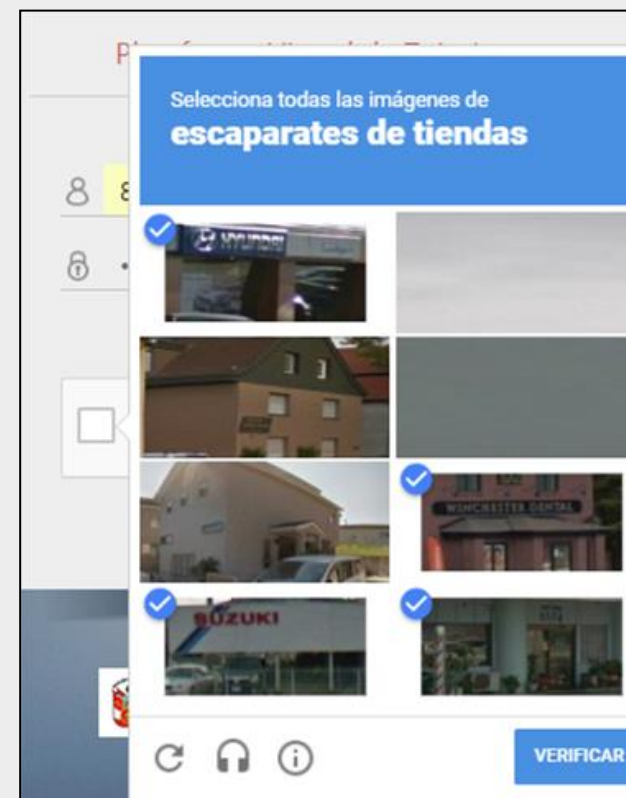 Selecciona todas las imágenes de
escaparates de tiendas
HYUNDAI
WINCHESTER DENTAL
SUZUKI
VERIFICAR